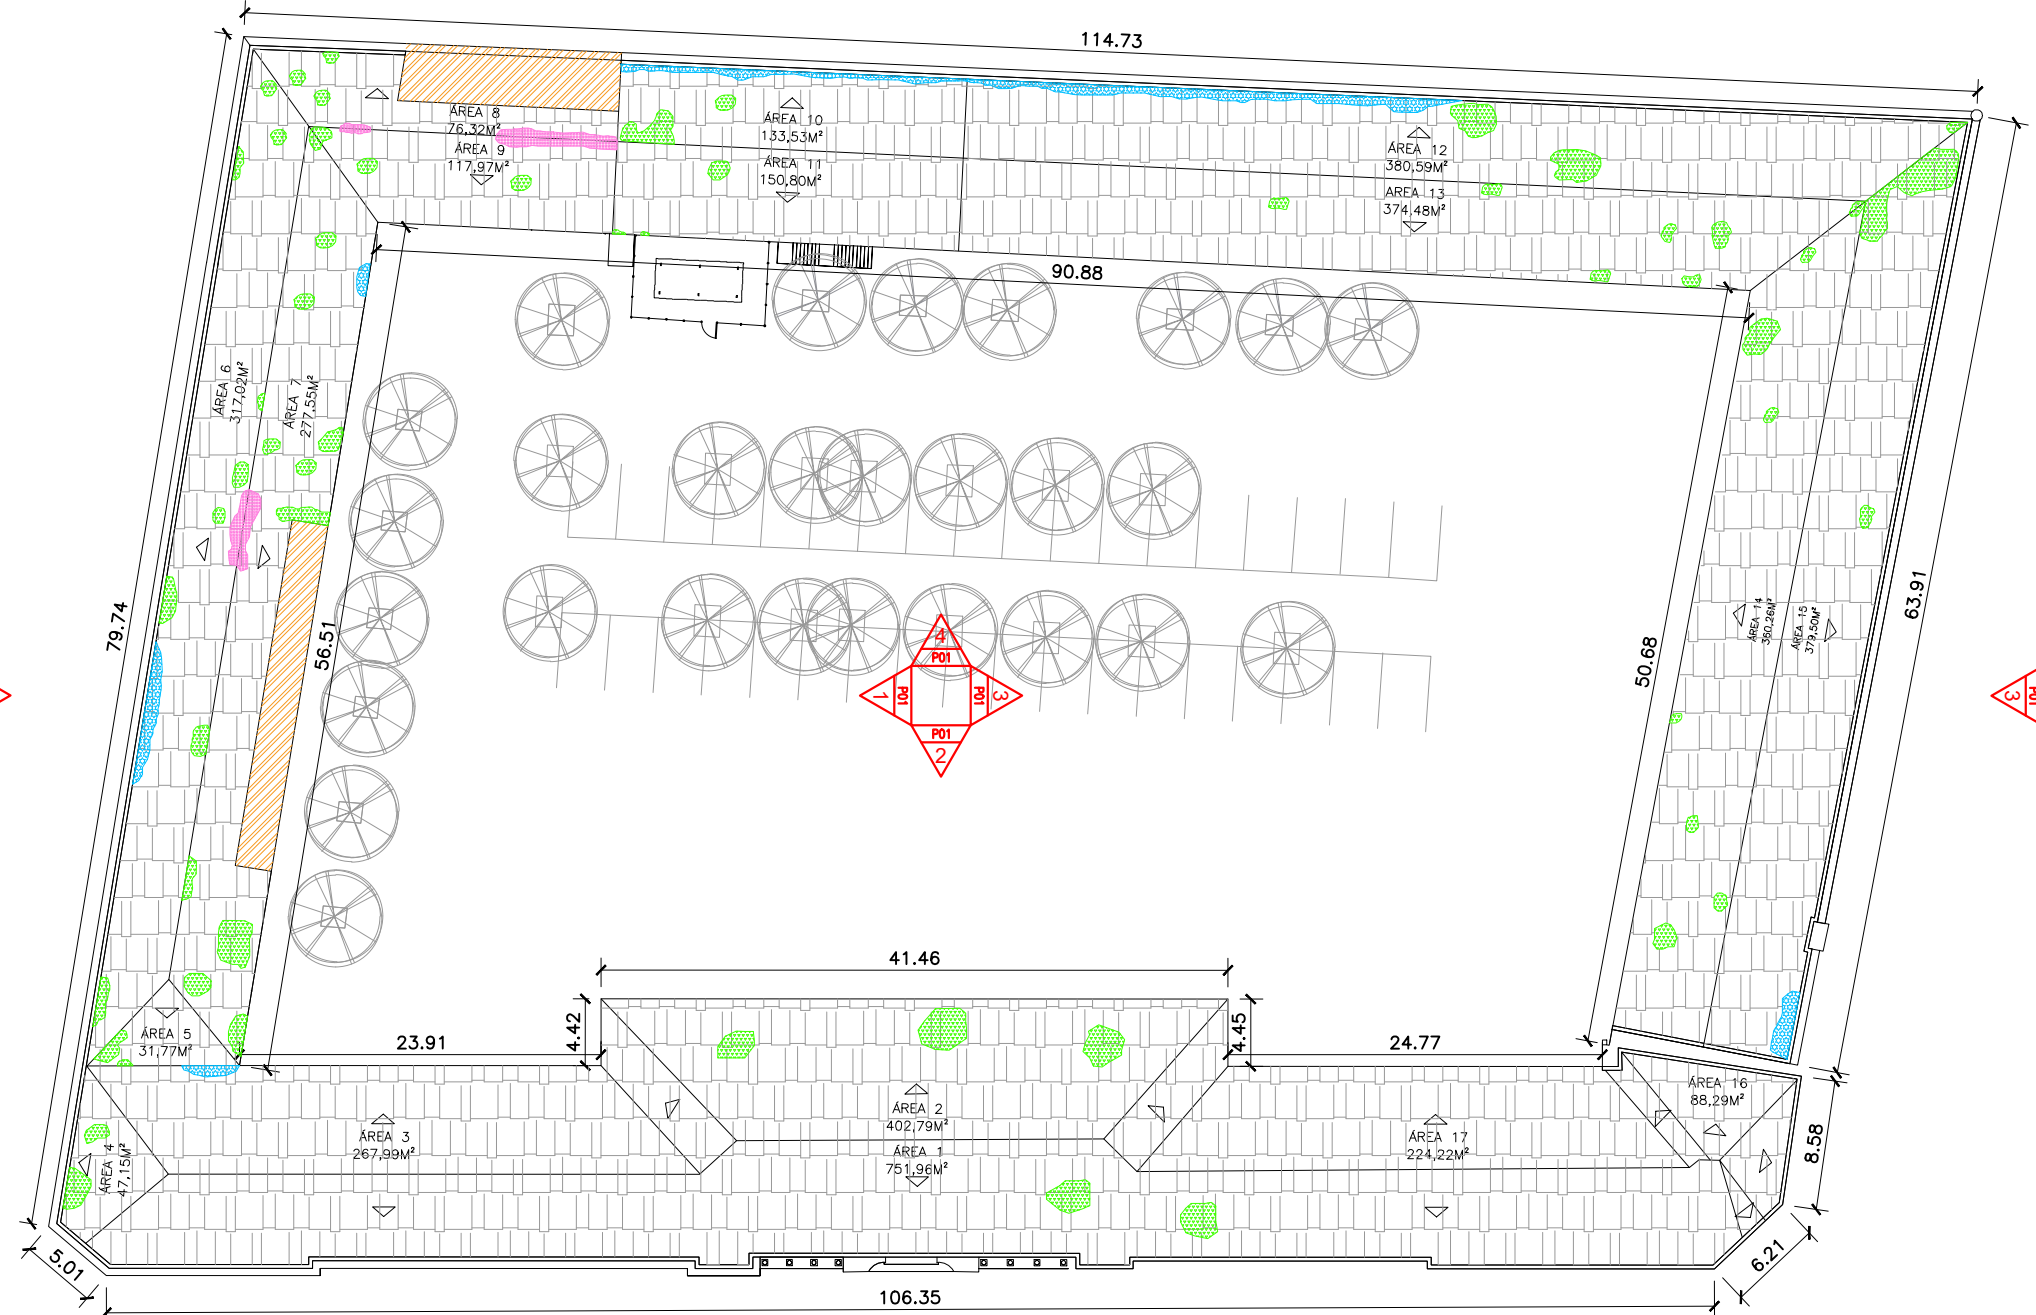 114.73
ÁREA 8
76,32M²
ÁREA 9
117,97M²
ÁREA 10
133,53M²
ÁREA 11
150,80M²
ÁREA 12
380,59M²
AREA 13
374,48M²
90.88
ÁREA 6
317,02M²
ÁREA 7
277,55M²
79.74
56.51
50.68
63.91
ÁREA 14
360,26M²
ÁREA 15
379,50M²
4
P01
1
P01
P01
3
P01
2
3
P01
41.46
23.91
4.42
4.45
24.77
ÁREA 5
31,77M²
ÁREA 4
47,15M²
ÁREA 3
267,99M²
ÁREA 2
402,79M²
ÁREA 1
751,96M²
ÁREA 17
224,22M²
ÁREA 16
88,29M²
8.58
5.01
6.21
106.35